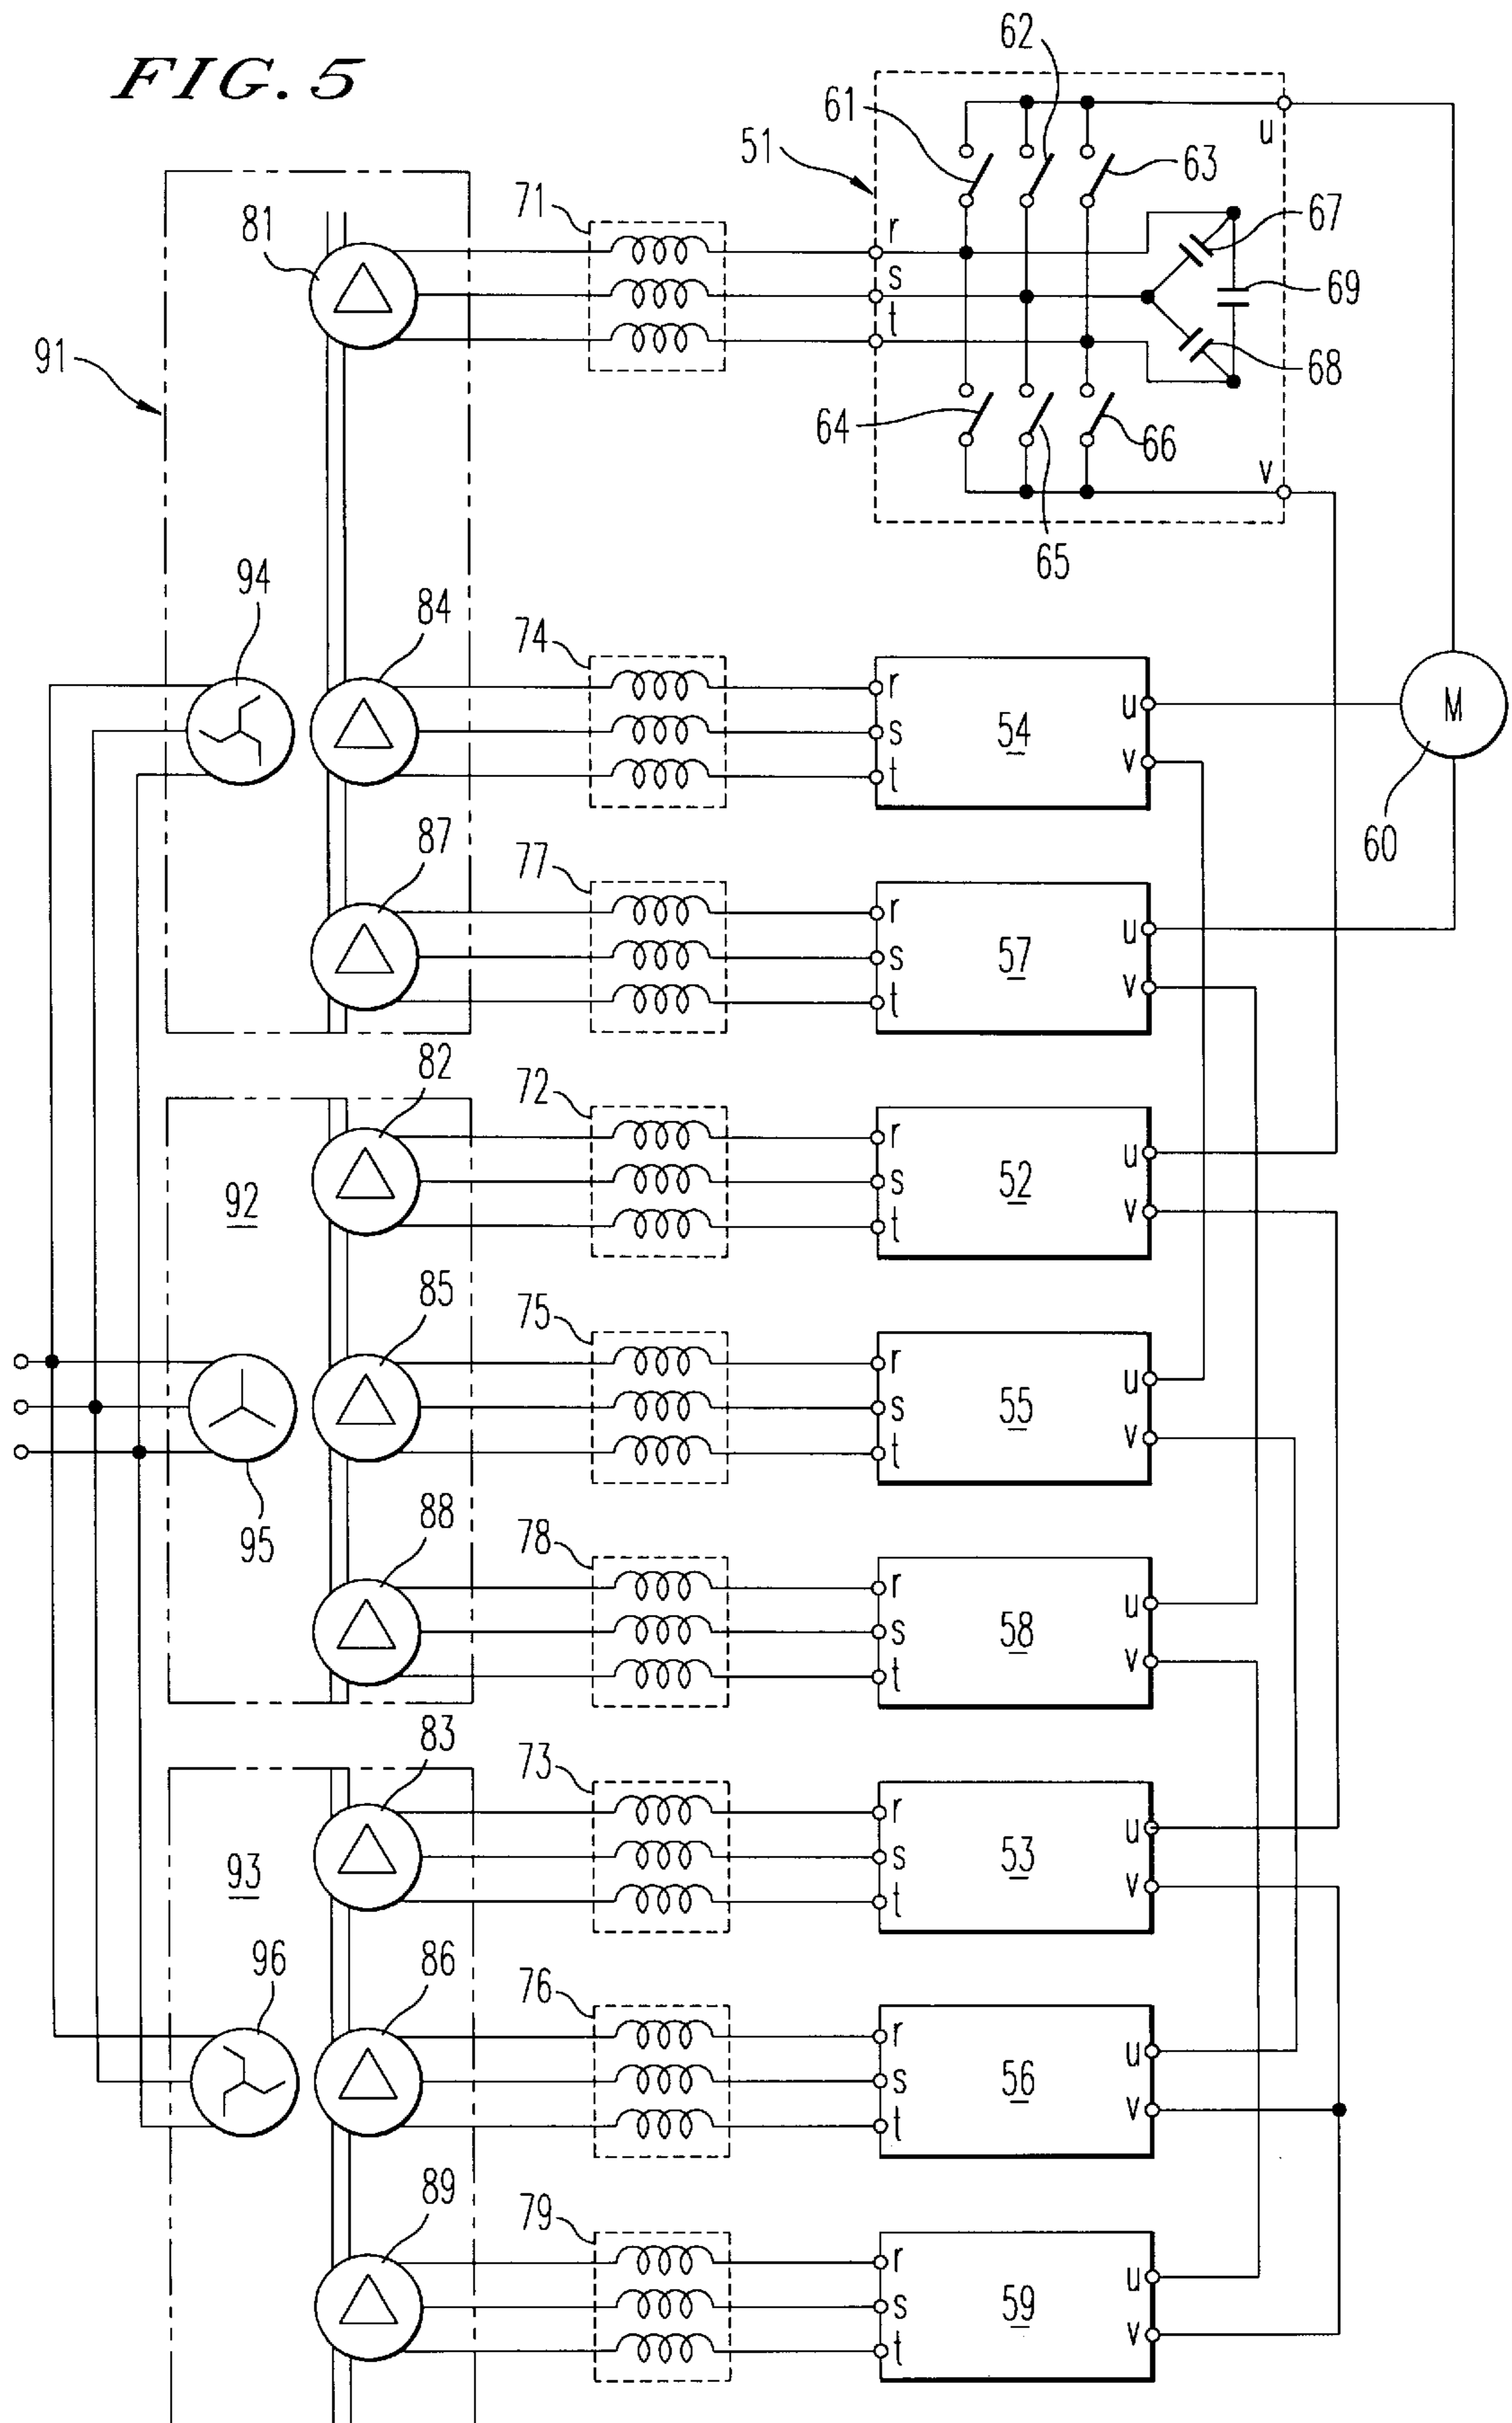 FIG. 5
62
61
51
u
63
71
r
67
81
s
69
t
91
68
64
66
v
65
94
84
74
r
u
54
M
s
v
t
60
87
77
r
u
57
s
v
t
82
72
r
u
92
52
s
v
t
85
75
r
u
55
s
v
t
95
88
78
r
u
58
s
v
t
83
73
r
u
93
53
s
v
t
96
86
76
r
u
56
s
v
t
89
79
r
u
59
s
v
t